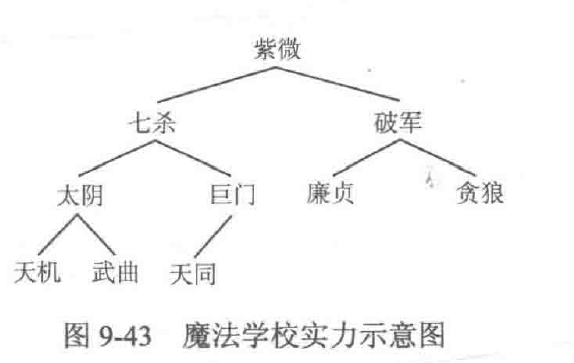 紫微
七杀 破军
太阴 巨门 廉贞 贪狼
天机 武曲 天同
图 9-43 魔法学校实力示意图